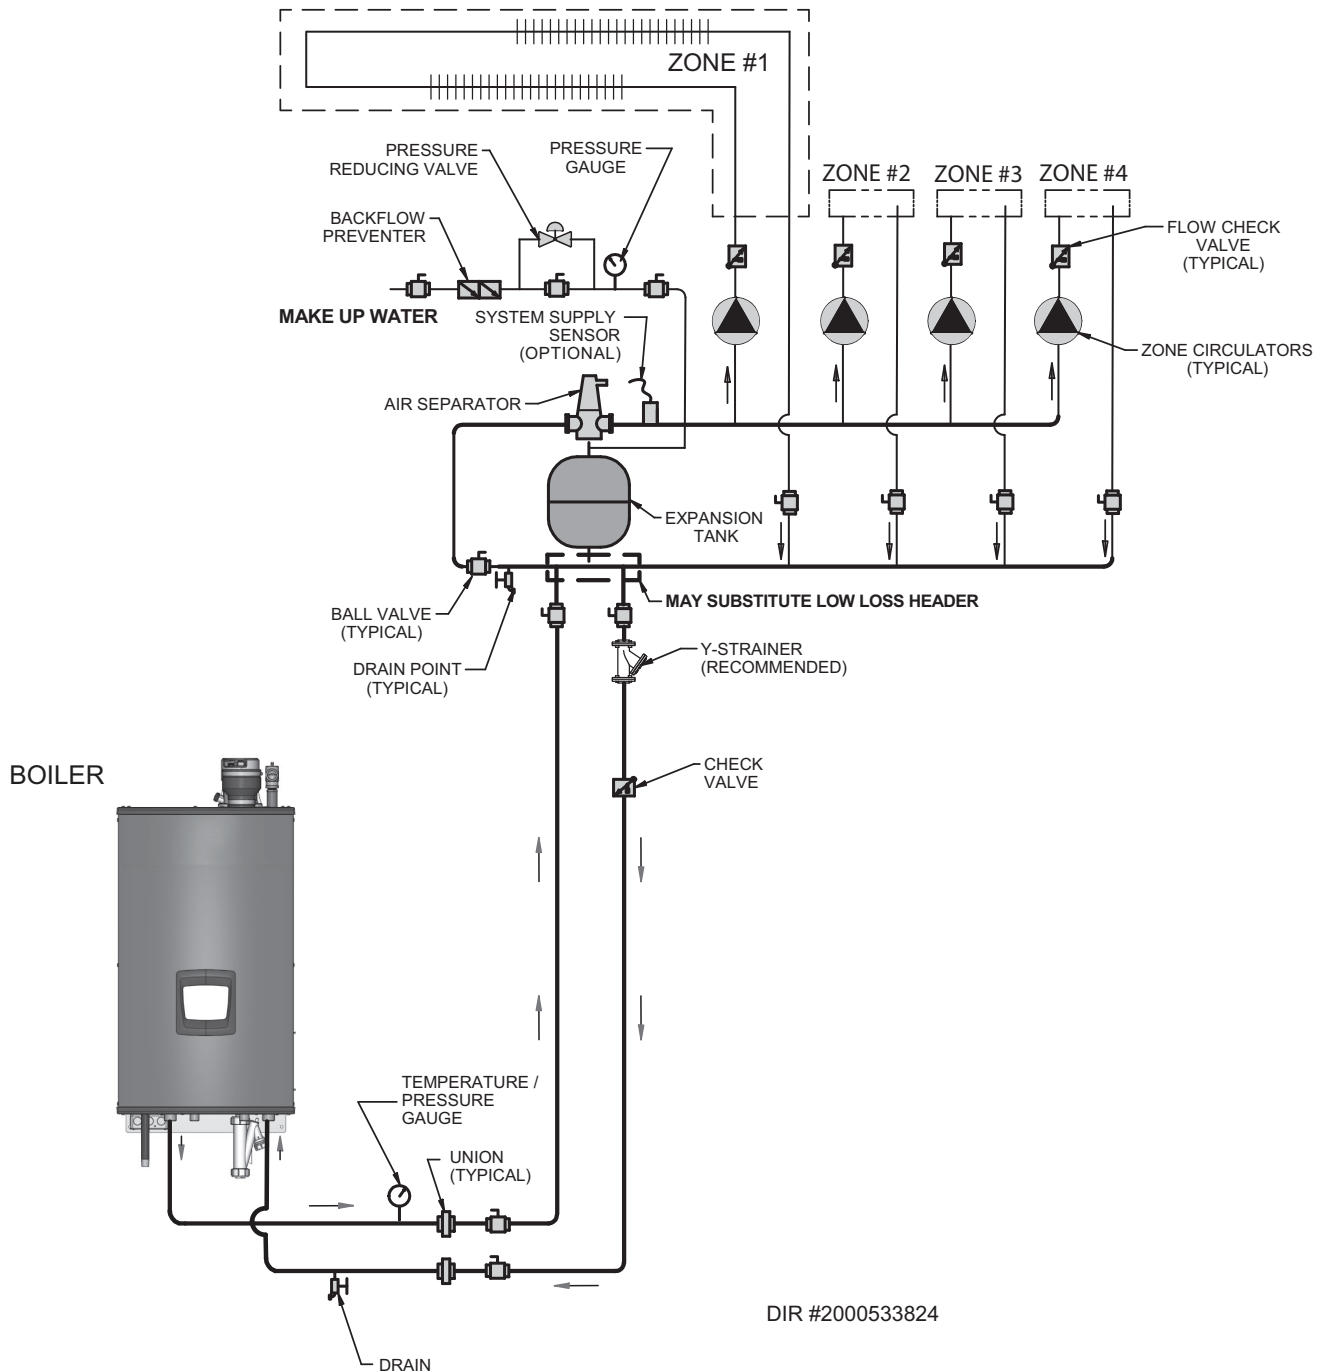 ZONE #1
PRESSURE
REDUCING VALVE
PRESSURE
GAUGE
ZONE #2
ZONE #3
ZONE #4
BACKFLOW
PREVENTER
FLOW CHECK
VALVE
(TYPICAL)
MAKE UP WATER
SYSTEM SUPPLY
SENSOR
(OPTIONAL)
ZONE CIRCULATORS
(TYPICAL)
AIR SEPARATOR
EXPANSION
TANK
MAY SUBSTITUTE LOW LOSS HEADER
BALL VALVE
(TYPICAL)
DRAIN POINT
(TYPICAL)
Y-STRAINER
(RECOMMENDED)
BOILER
CHECK
VALVE
TEMPERATURE /
PRESSURE
GAUGE
UNION
(TYPICAL)
DIR #2000533824
DRAIN